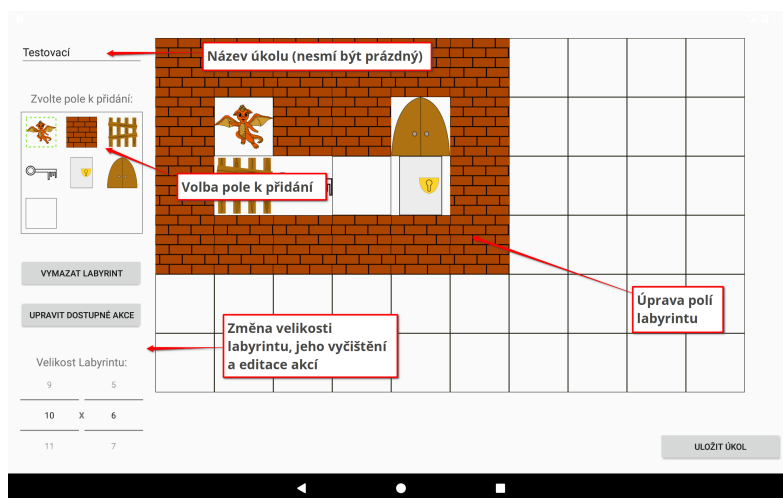 Testovací
Název úkolu (nesmí být prázdný)
Zvolte pole k přidání:
Volba pole k přidání
VYMAZAT LABYRINT
UPRAVIT DOSTUPNÉ AKCE
Změna velikosti
labyrintu, jeho vyčištění
a editace akcí
Úprava polí
labyrintu
Velikost Labyrintu:
9 5
10 X 6
11 7
ULOŽIT ÚKOL